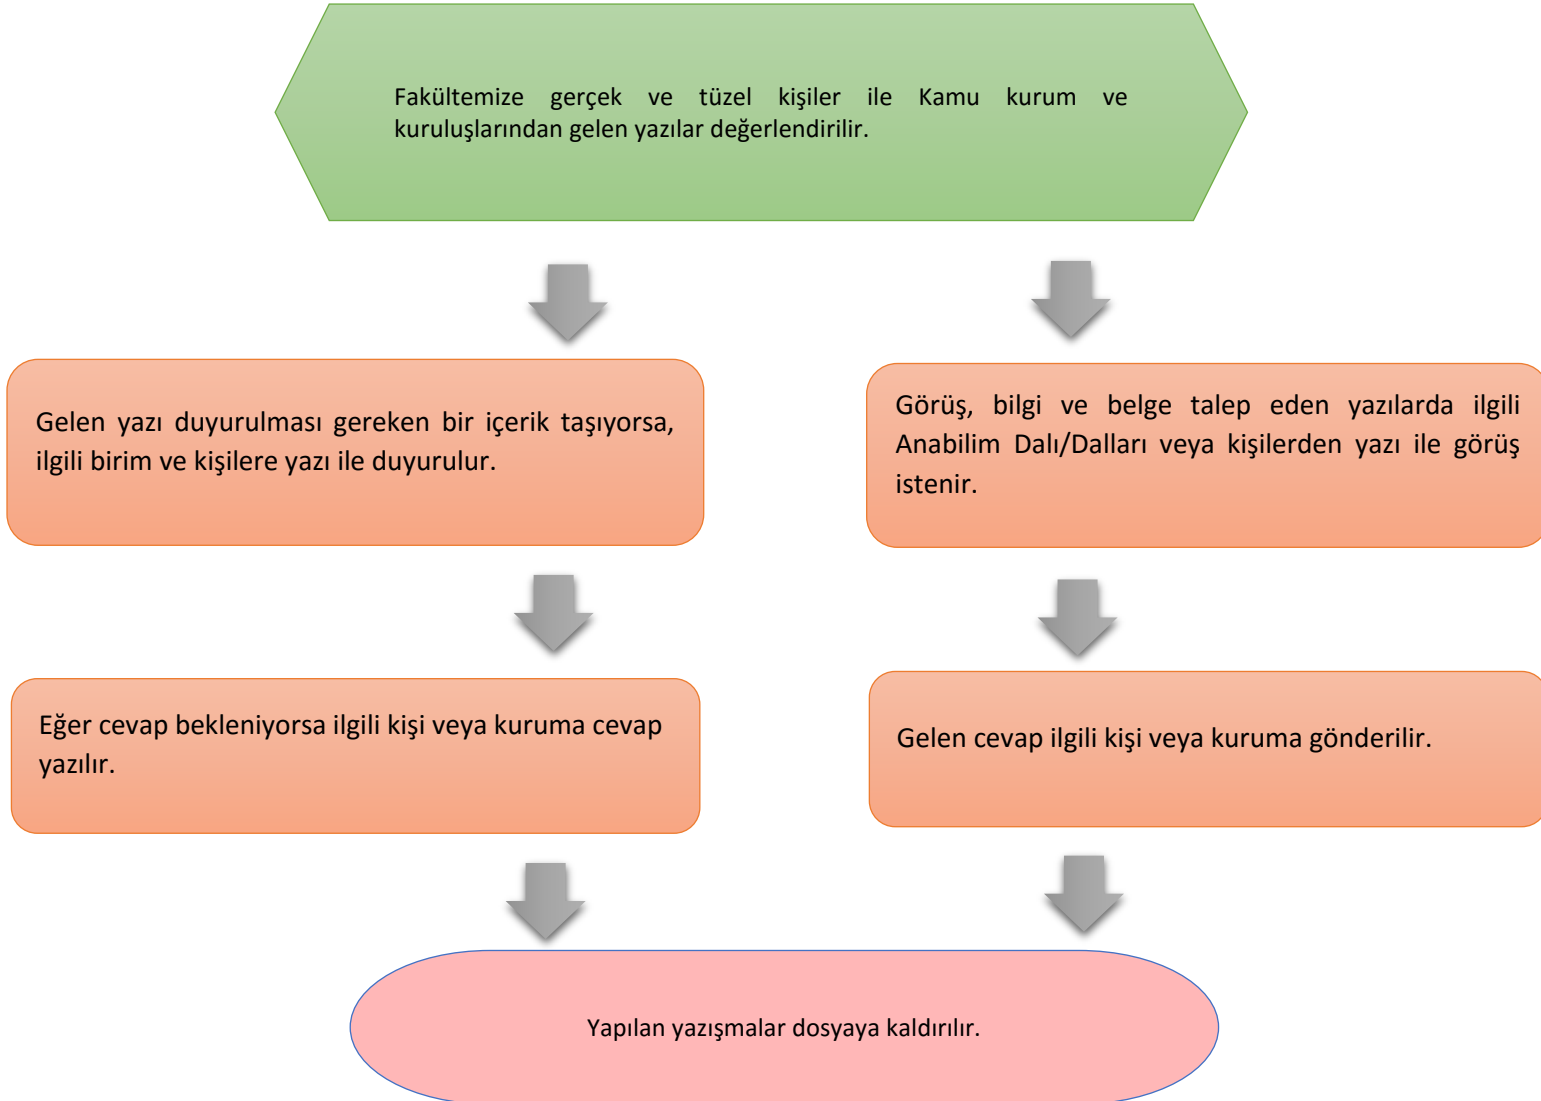 Fakültemize gerçek ve tüzel kişiler ile Kamu kurum ve
kuruluşlarından gelen yazılar değerlendirilir.
Gelen yazı duyurulması gereken bir içerik taşıyorsa,
ilgili birim ve kişilere yazı ile duyurulur.
Görüş, bilgi ve belge talep eden yazılarda ilgili
Anabilim Dalı/Dalları veya kişilerden yazı ile görüş
istenir.
Eğer cevap bekleniyorsa ilgili kişi veya kuruma cevap
yazılır.
Gelen cevap ilgili kişi veya kuruma gönderilir.
Yapılan yazışmalar dosyaya kaldırılır.